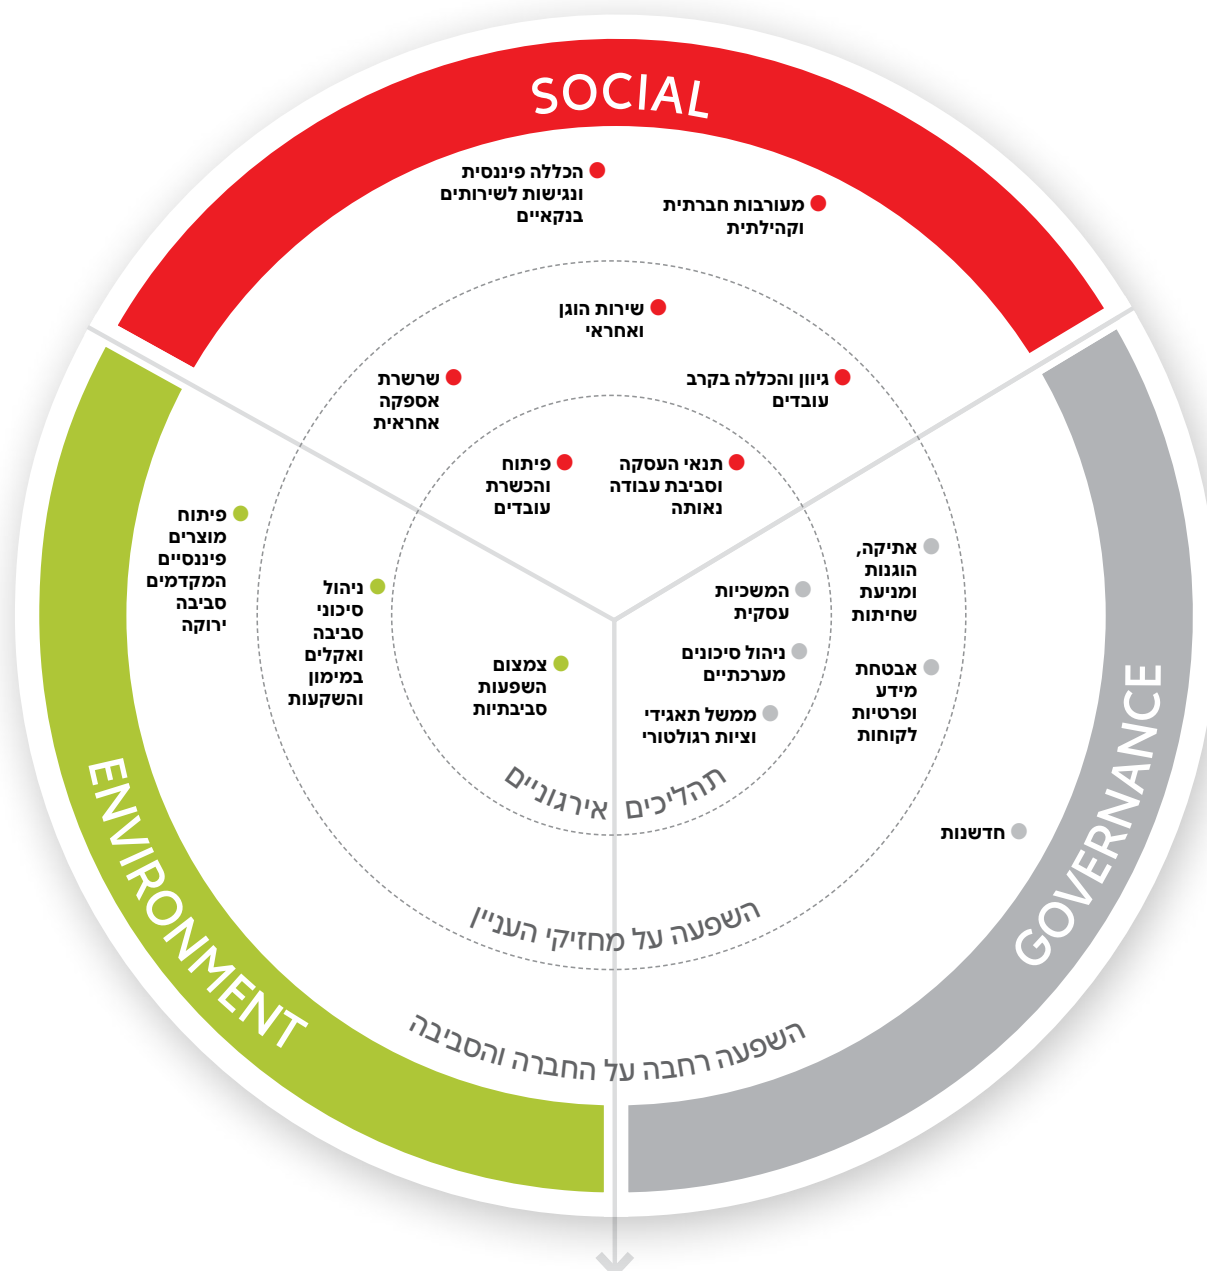 SOCIAL
הכללה פיננסית
ונגישות לשירותים
בנקאיים
מעורבות חברתית
וקהילתית
שירות הוגן
ואחראי
שרשרת
אספקה
אחראית
גיוון והכללה בקרב
עובדים
פיתוח
והכשרת
עובדים
תנאי העסקה
וסביבת עבודה
נאותה
GOVERNANCE
אתיקה,
הוגנות
ומניעת
שחיתות
אבטחת
מידע
ופרטיות
לקוחות
המשכיות
עסקית
ניהול סיכונים
מערכתיים
ממשל תאגידי
וציות רגולטורי
חדשנות
ENVIRONMENT
פיתוח
מוצרים
פיננסיים
המקדמים
סביבה
ירוקה
ניהול
סיכוני
סביבה
ואקלים
במימון
והשקעות
צמצום
השפעות
סביבתיות
תהליכים אירגוניים
השפעה על מחזיקי העניין
השפעה רחבה על החברה והסביבה